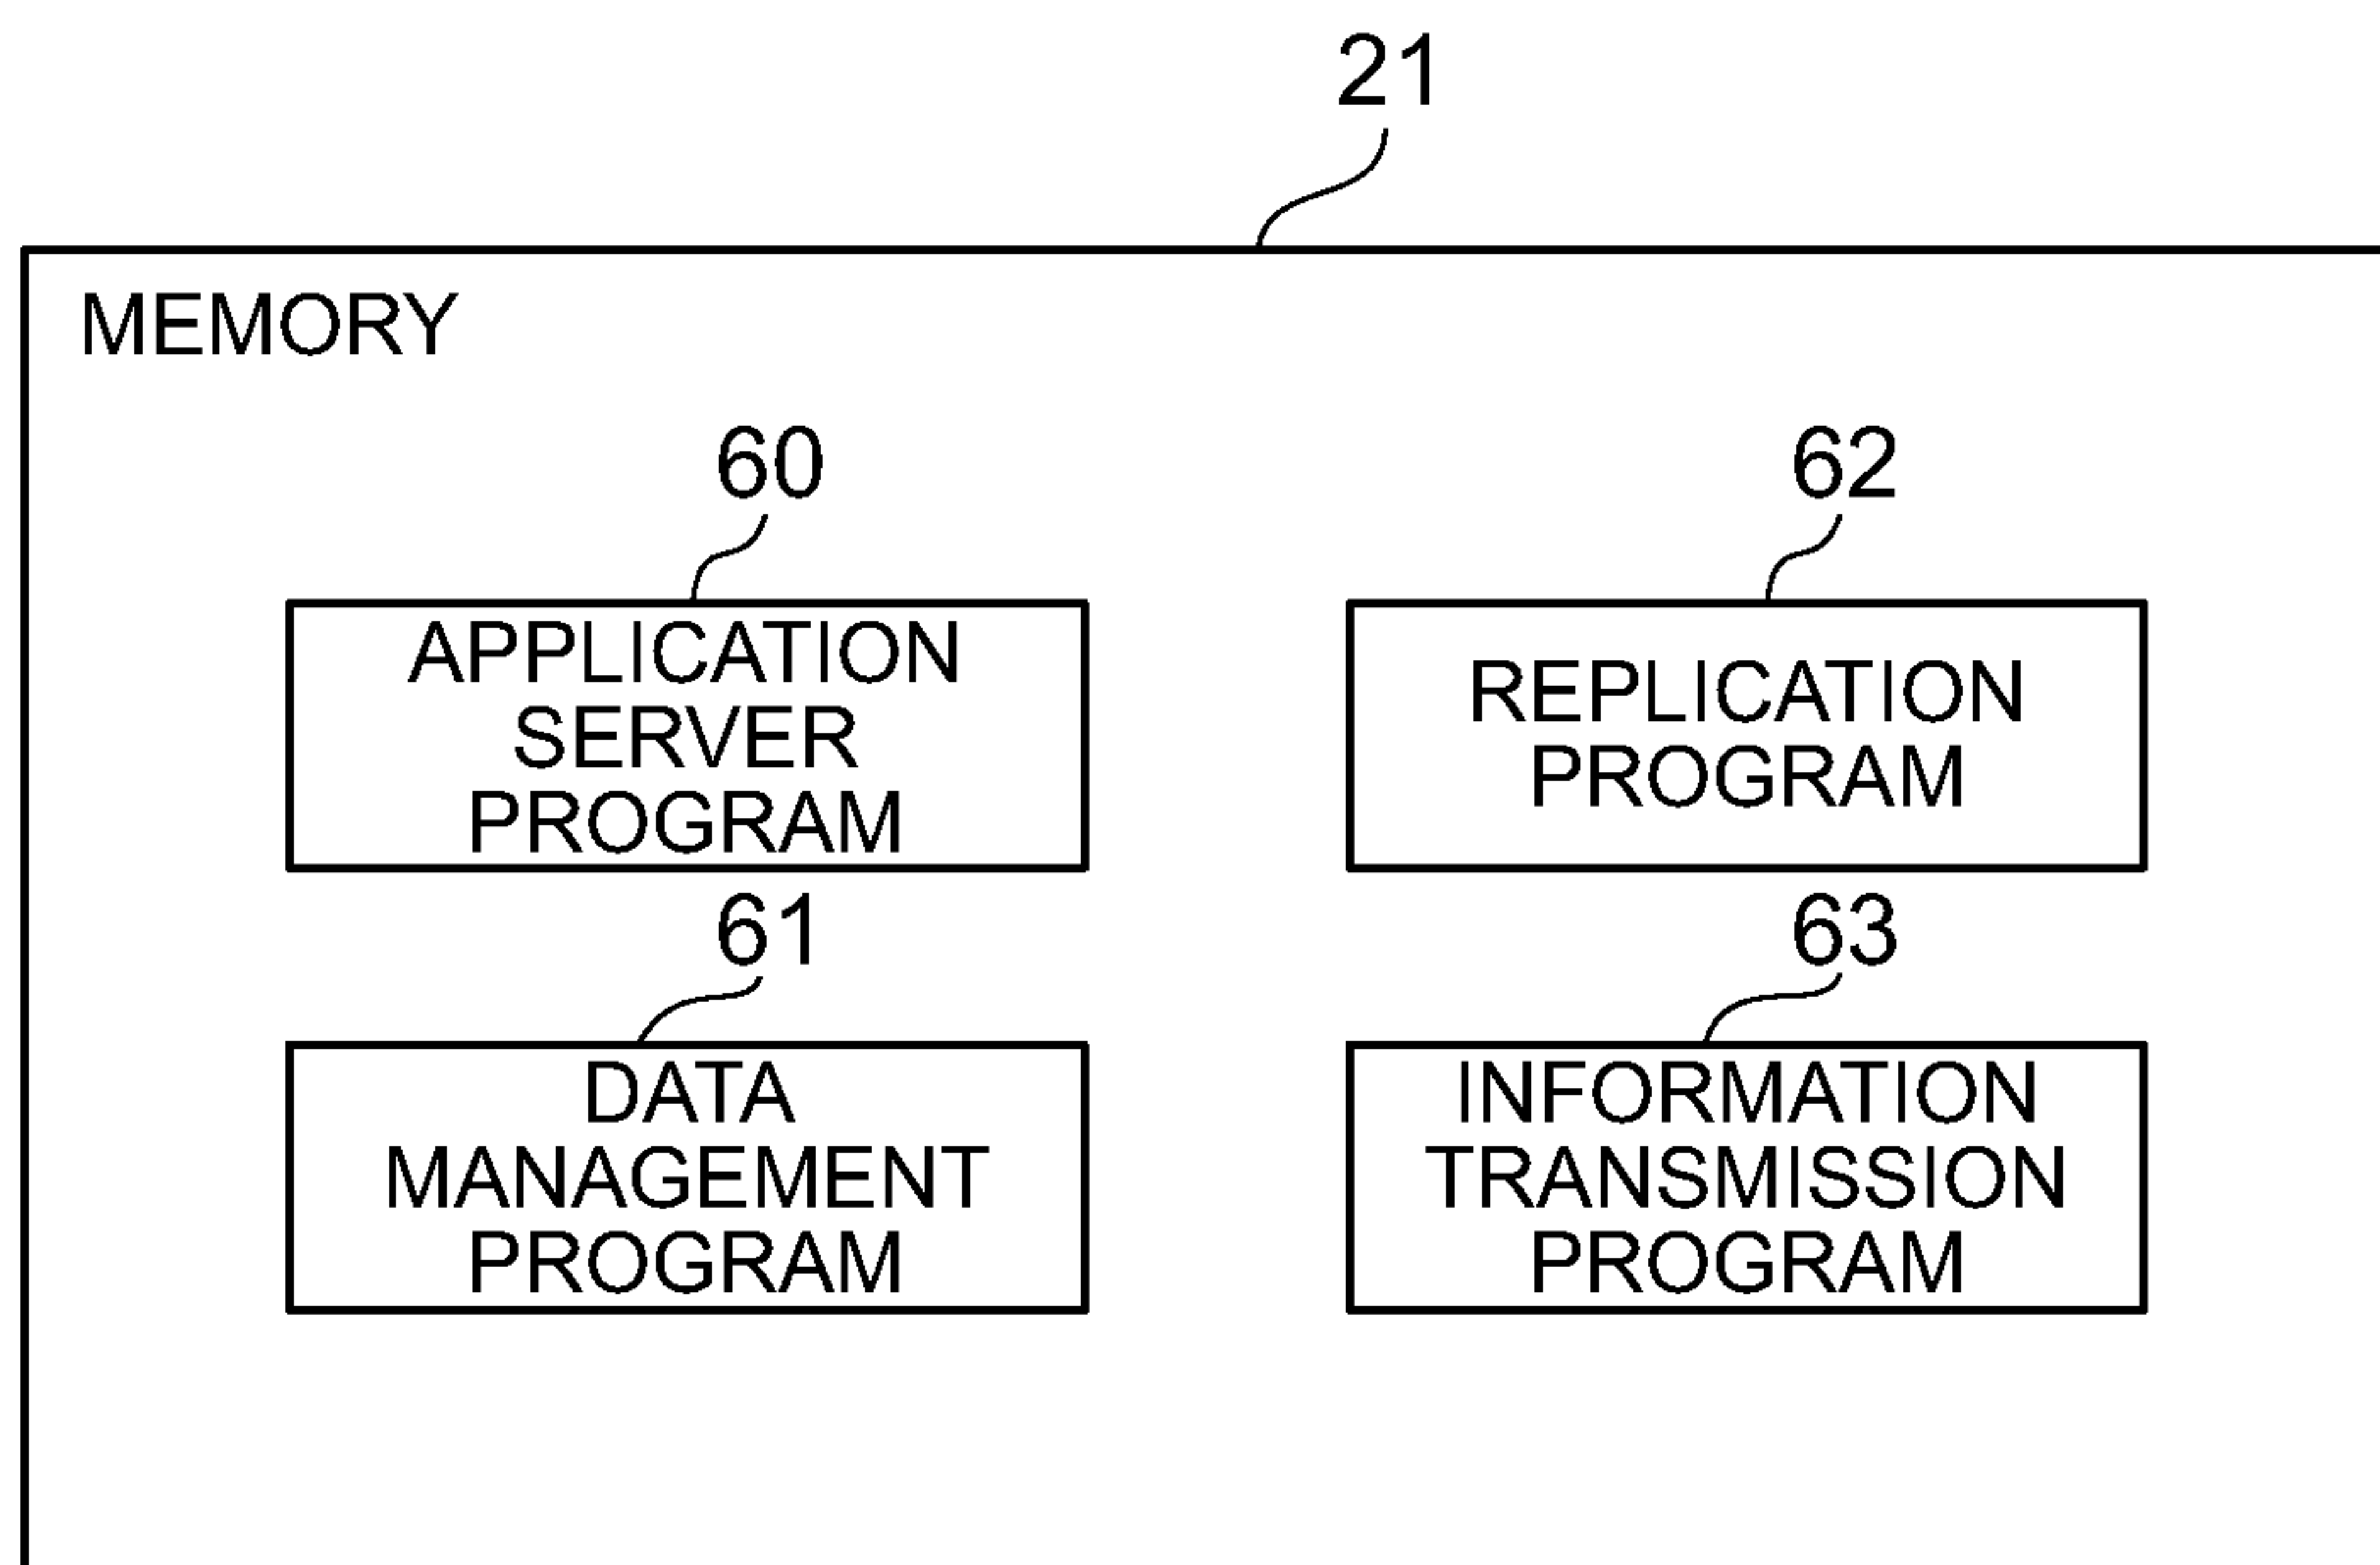 21
MEMORY
60
APPLICATION
SERVER
PROGRAM
62
REPLICATION
PROGRAM
61
DATA
MANAGEMENT
PROGRAM
63
INFORMATION
TRANSMISSION
PROGRAM